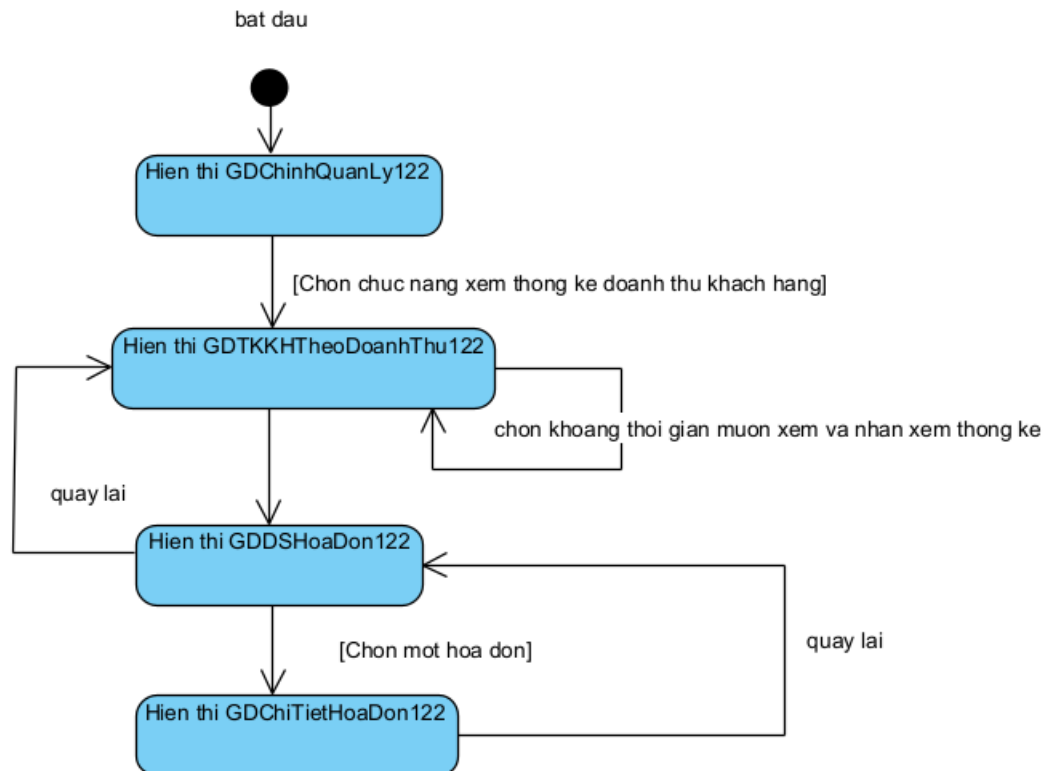 bat dau
Hien thi GDChinhQuanLy122
[Chon chuc nang xem thong ke doanh thu khach hang]
Hien thi GDTKKHTheoDoanhThu122
chon khoang thoi gian muon xem va nhan xem thong ke
quay lai
Hien thi GDDSHoaDon122
quay lai
[Chon mot hoa don]
Hien thi GDChiTietHoaDon122